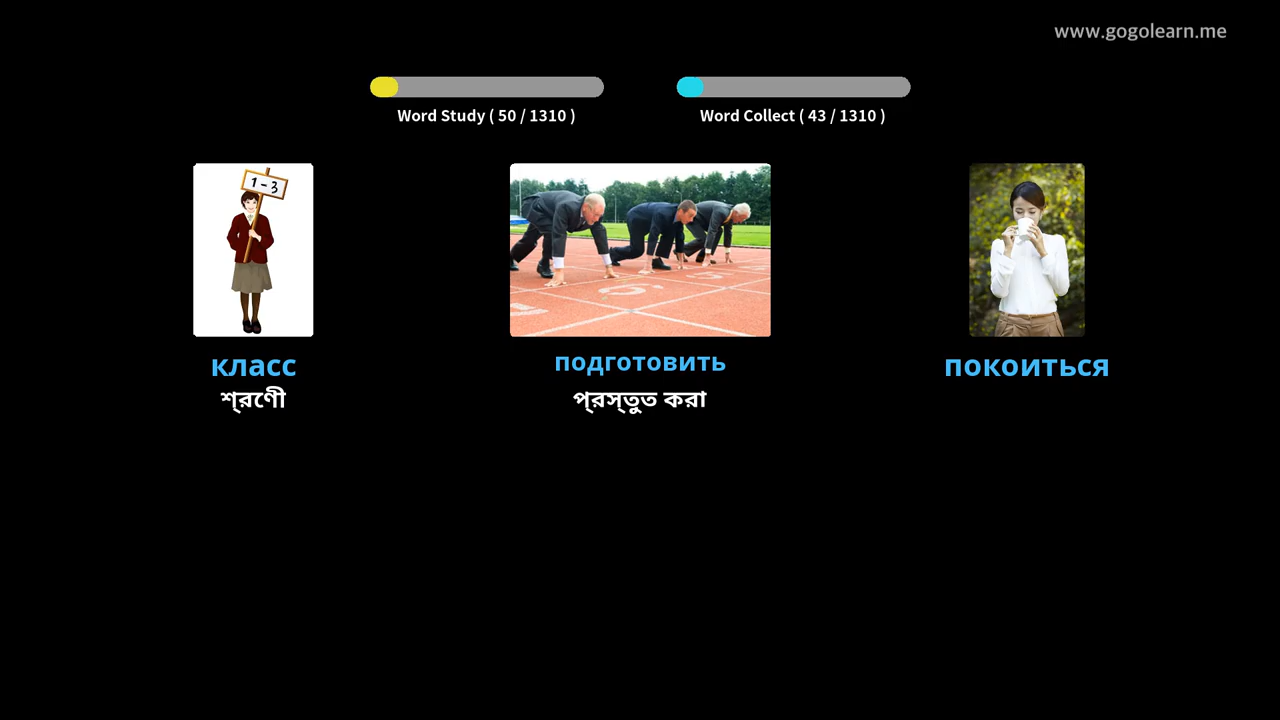 www.gogolearn.me
Word Study ( 50 / 1310 )
Word Collect ( 43 / 1310 )
1-3
класс
подготовить
покоиться
শ্রেণী
প্রস্তুত করা